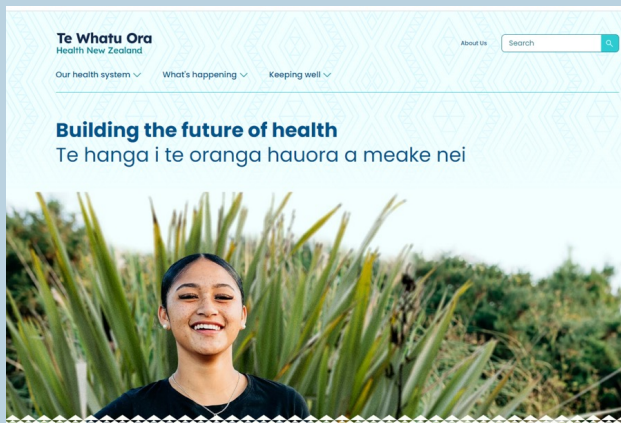 Te Whatu Ora
Health New Zealand
About Us
Search
Our health system
What's happening
Keeping well
Building the future of health
Te hanga i te oranga hauora a meake nei